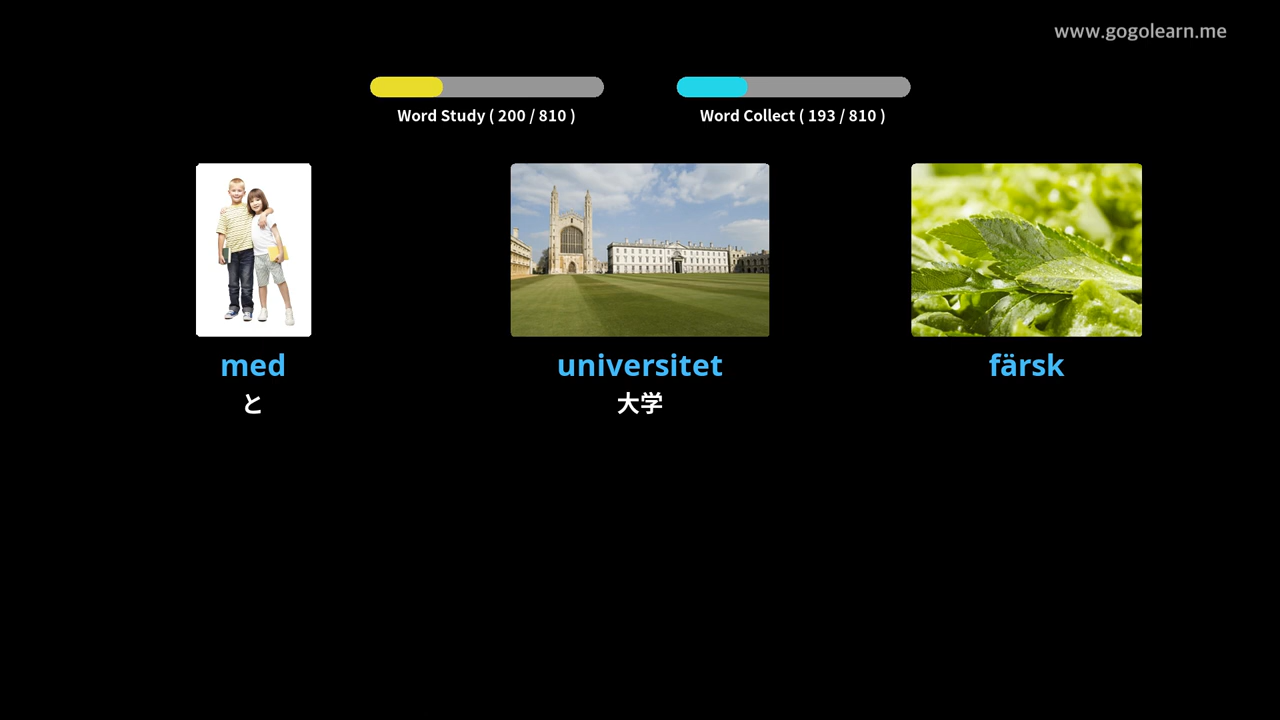 www.gogolearn.me
Word Study ( 200 / 810 )
Word Collect ( 193 / 810 )
med
と
universitet
大学
färsk